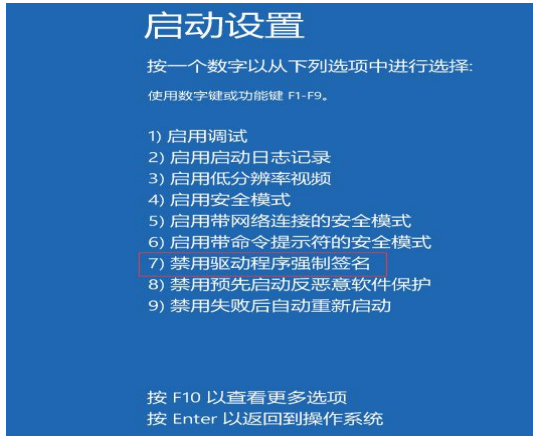 启动设置
按一个数字以从下列选项中进行选择:
使用数字键或功能键 F1-F9。
1) 启用调试
2) 启用启动日志记录
3) 启用低分辨率视频
4) 启用安全模式
5) 启用带网络连接的安全模式
6) 启用带命令提示符的安全模式
7) 禁用驱动程序强制签名
8) 禁用预先启动反恶意软件保护
9) 禁用失败后自动重新启动
按 F10 以查看更多选项
按 Enter 以返回到操作系统